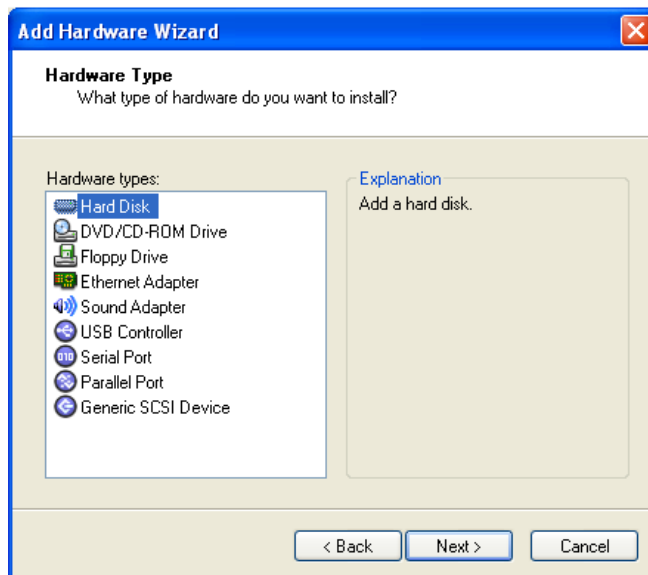 Add Hardware Wizard
Hardware Type
What type of hardware do you want to install?
Hardware types:
Hard Disk
DVD/CD-ROM Drive
Floppy Drive
Ethernet Adapter
Sound Adapter
USB Controller
Serial Port
Parallel Port
Generic SCSI Device
Explanation
Add a hard disk.
< Back
Next >
Cancel